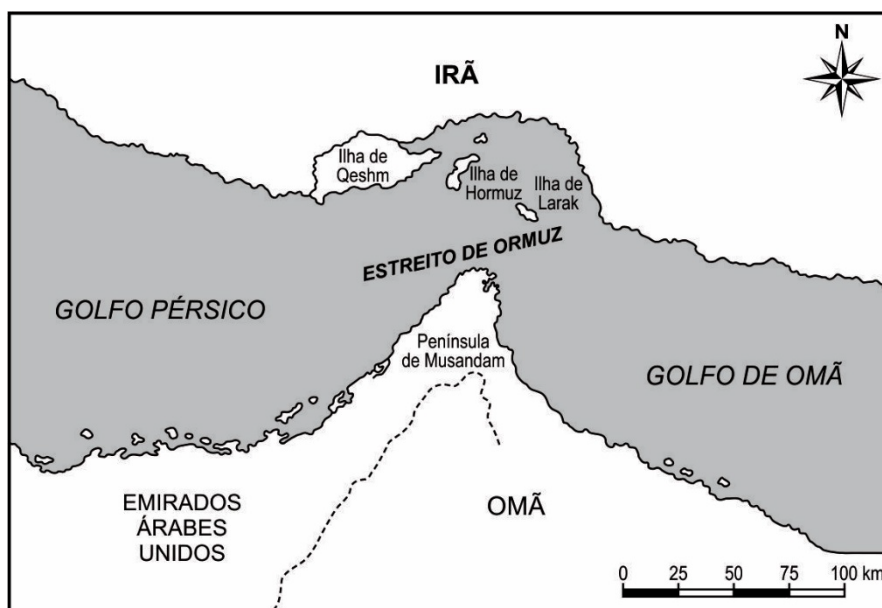 N
IRÃ
Ilha de
Qeshm
Ilha de
Hormuz
Ilha de
Larak
ESTREITO DE ORMUZ
GOLFO PÉRSICO
Península
de Musandam
GOLFO DE OMÃ
EMIRADOS
ÁRABES
UNIDOS
OMÃ
0 25 50 75 100 km